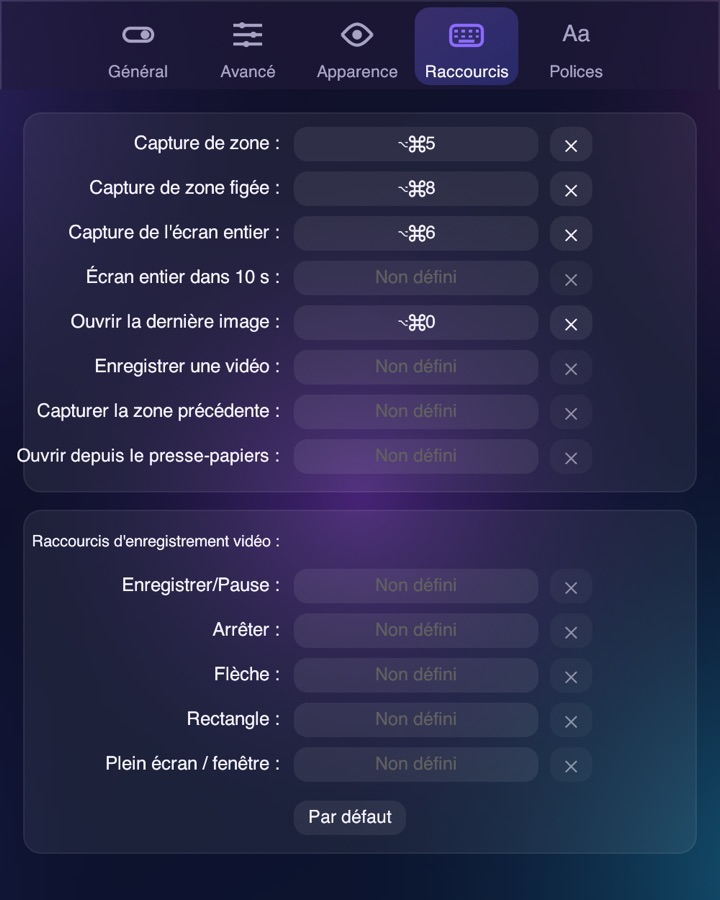 Général Avancé Apparence Raccourcis Aa Polices
Capture de zone : ⌥⌘5
Capture de zone figée : ⌥⌘8
Capture de l'écran entier : ⌥⌘6
Écran entier dans 10 s : Non défini
Ouvrir la dernière image : ⌥⌘0
Enregistrer une vidéo : Non défini
Capturer la zone précédente : Non défini
Ouvrir depuis le presse-papiers : Non défini
Raccourcis d'enregistrement vidéo :
Enregistrer/Pause : Non défini
Arrêter : Non défini
Flèche : Non défini
Rectangle : Non défini
Plein écran / fenêtre : Non défini
Par défaut